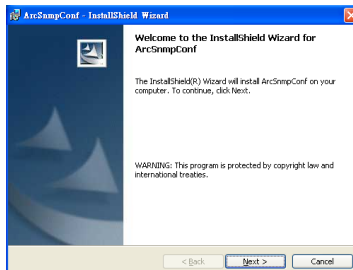 ArcSnmpConf - InstallShield Wizard
Welcome to the InstallShield Wizard for
ArcSnmpConf
The InstallShield(R) Wizard will install ArcSnmpConf on your
computer. To continue, click Next.
WARNING: This program is protected by copyright law and
international treaties.
< Back
Next >
Cancel